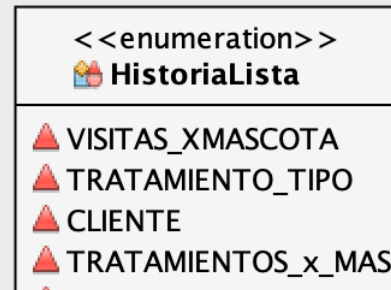 <<enumeration>>
HistoriaLista
VISITAS_XMASCOTA
TRATAMIENTO_TIPO
CLIENTE
TRATAMIENTOS_x_MAS